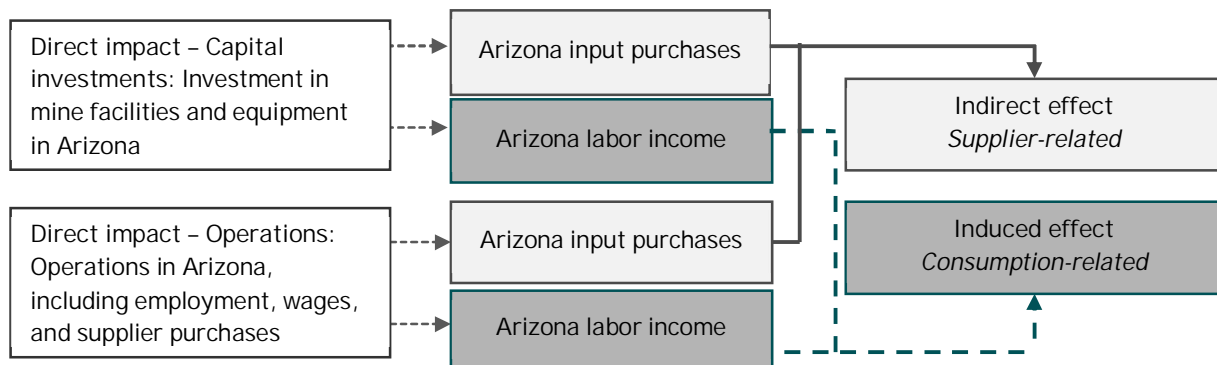 Direct impact – Capital
investments: Investment in
mine facilities and equipment
in Arizona
Arizona input purchases
Arizona labor income
Indirect effect
Supplier-related
Direct impact – Operations:
Operations in Arizona,
including employment, wages,
and supplier purchases
Arizona input purchases
Arizona labor income
Induced effect
Consumption-related